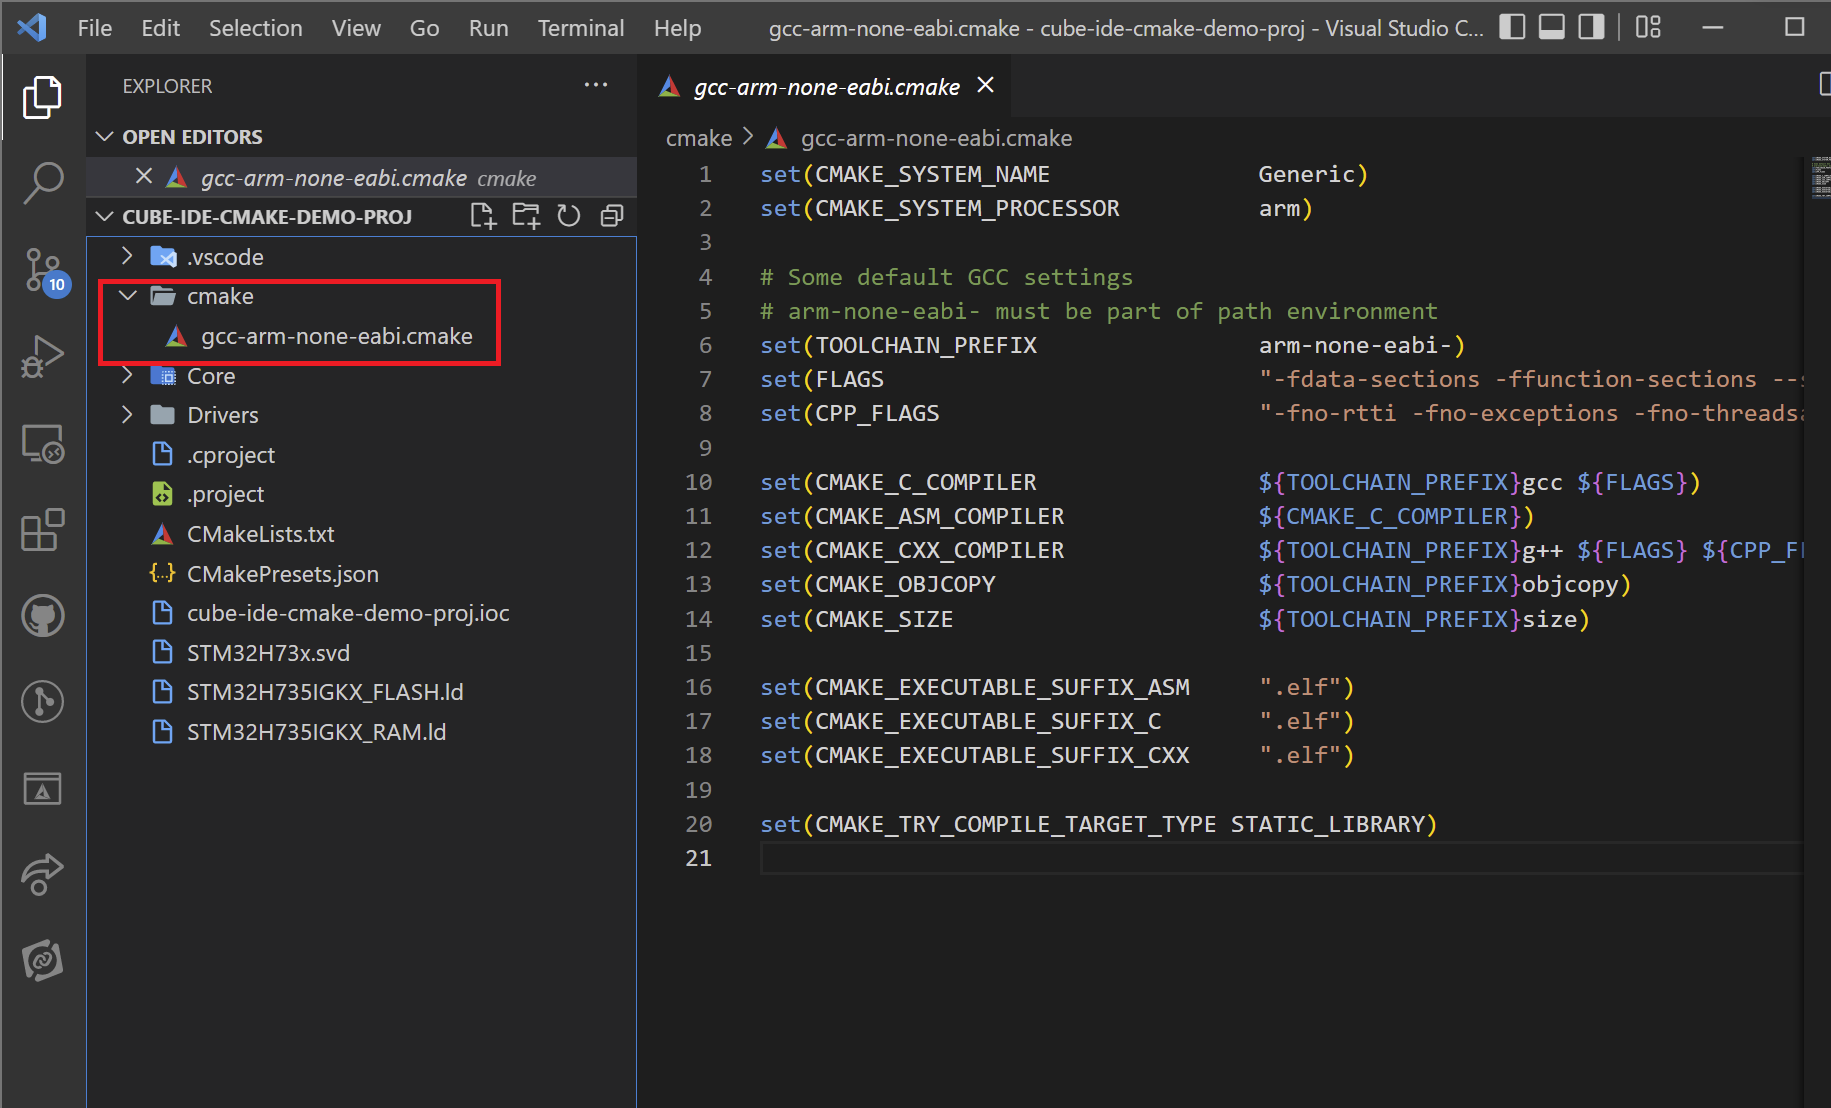 File Edit Selection View Go Run Terminal Help gcc-arm-none-eabi.cmake - cube-ide-cmake-demo-proj - Visual Studio C...
EXPLORER
OPEN EDITORS
gcc-arm-none-eabi.cmake cmake
CUBE-IDE-CMAKE-DEMO-PROJ
.vscode
cmake
gcc-arm-none-eabi.cmake
Core
Drivers
.cproject
.project
CMakeLists.txt
CMakePresets.json
cube-ide-cmake-demo-proj.ioc
STM32H73x.svd
STM32H735IGKX_FLASH.ld
STM32H735IGKX_RAM.ld
10
gcc-arm-none-eabi.cmake
cmake > gcc-arm-none-eabi.cmake
1 set(CMAKE_SYSTEM_NAME Generic)
2 set(CMAKE_SYSTEM_PROCESSOR arm)
3
4 # Some default GCC settings
5 # arm-none-eabi- must be part of path environment
6 set(TOOLCHAIN_PREFIX arm-none-eabi-)
7 set(FLAGS "-fdata-sections -ffunction-sections --s
8 set(CPP_FLAGS "-fno-rtti -fno-exceptions -fno-threadsa
9
10 set(CMAKE_C_COMPILER ${TOOLCHAIN_PREFIX}gcc ${FLAGS})
11 set(CMAKE_ASM_COMPILER ${CMAKE_C_COMPILER})
12 set(CMAKE_CXX_COMPILER ${TOOLCHAIN_PREFIX}g++ ${FLAGS} ${CPP_F
13 set(CMAKE_OBJCOPY ${TOOLCHAIN_PREFIX}objcopy)
14 set(CMAKE_SIZE ${TOOLCHAIN_PREFIX}size)
15
16 set(CMAKE_EXECUTABLE_SUFFIX_ASM ".elf")
17 set(CMAKE_EXECUTABLE_SUFFIX_C ".elf")
18 set(CMAKE_EXECUTABLE_SUFFIX_CXX ".elf")
19
20 set(CMAKE_TRY_COMPILE_TARGET_TYPE STATIC_LIBRARY)
21